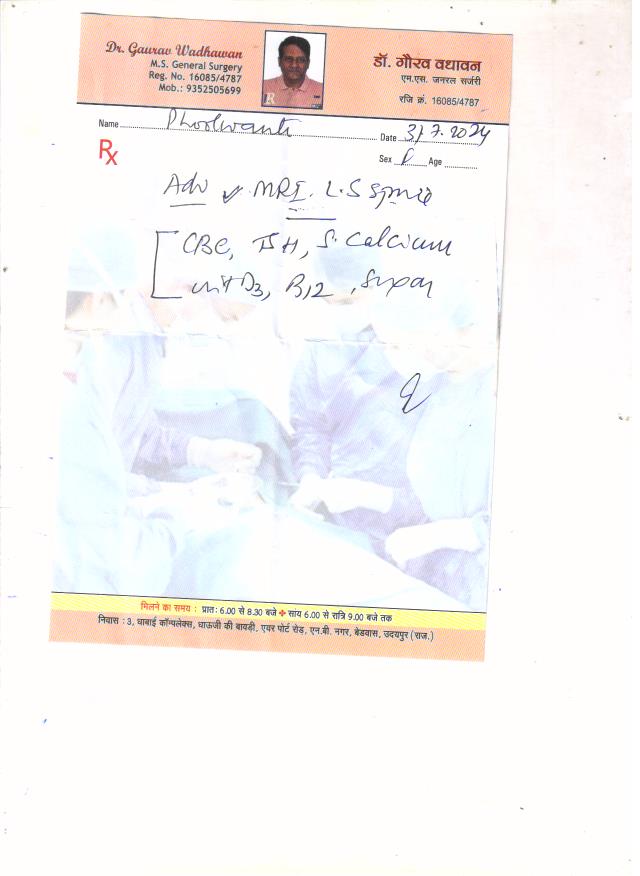 Dr. Gaurav Wadhawan
M.S. General Surgery
Reg. No. 16085/4787
Mob.: 9352505699
डॉ. गौरव वधावन
एम.एस. जनरल सर्जरी
रजि क्रं. 16085/4787
Name Phoolwanti Date 31.7.2024
Rx
Sex F Age
Adv ✓ MRI. L.S Spine
CBC, TSH, S. Calcium
vit D3, B12,
मिलने का समय : प्रातः 6.00 से 8.30 बजे ✤ सांय 6.00 से रात्रि 9.00 बजे तक
निवास : 3, धाबाई कॉम्पलेक्स, धाऊजी की बावड़ी, एयर पोर्ट रोड, एन.बी. नगर, बेडवास, उदयपुर (राज.)